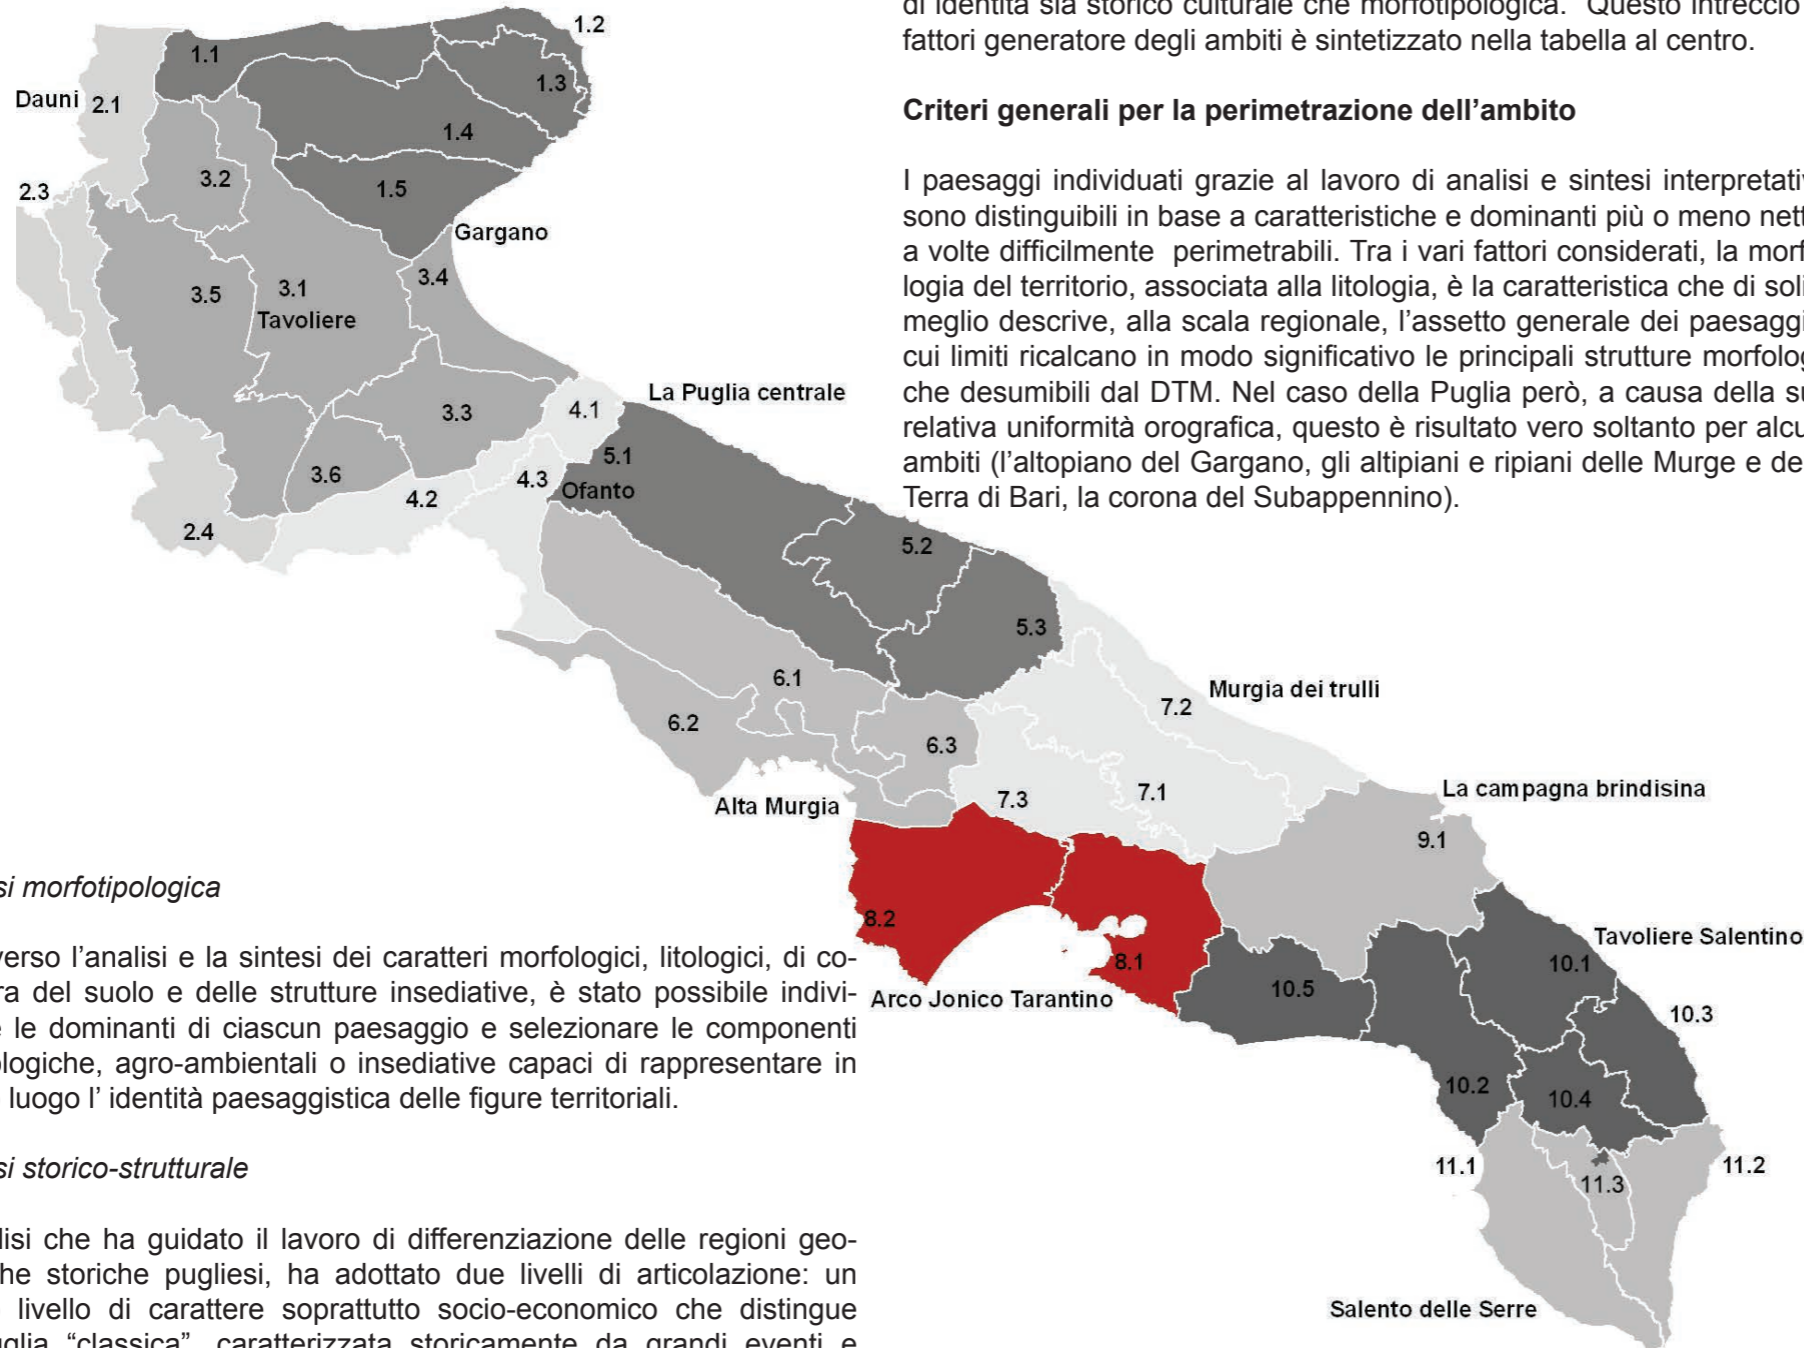 di identità sia storico culturale che morfotipologica. Questo intreccio
fattori generatore degli ambiti è sintetizzato nella tabella al centro.
Criteri generali per la perimetrazione dell’ambito
I paesaggi individuati grazie al lavoro di analisi e sintesi interpretativ
sono distinguibili in base a caratteristiche e dominanti più o meno nett
a volte difficilmente perimetrabili. Tra i vari fattori considerati, la morf
logia del territorio, associata alla litologia, è la caratteristica che di soli
meglio descrive, alla scala regionale, l’assetto generale dei paesaggi
cui limiti ricalcano in modo significativo le principali strutture morfolog
che desumibili dal DTM. Nel caso della Puglia però, a causa della su
relativa uniformità orografica, questo è risultato vero soltanto per alcu
ambiti (l’altopiano del Gargano, gli altipiani e ripiani delle Murge e de
Terra di Bari, la corona del Subappennino).
1.1
1.2
1.3
Dauni 2.1
1.4
3.2
1.5
2.3
Gargano
3.4
3.5
3.1
Tavoliere
La Puglia centrale
3.3
4.1
5.1
3.6
4.3
Ofanto
4.2
2.4
5.2
5.3
6.1
Murgia dei trulli
7.2
6.2
6.3
7.1
7.3
La campagna brindisina
Alta Murgia
9.1
8.2
Tavoliere Salentino
8.1
10.1
10.5
Arco Jonico Tarantino
10.3
10.2
10.4
11.1
11.2
11.3
Salento delle Serre
si morfotipologica
verso l’analisi e la sintesi dei caratteri morfologici, litologici, di co-
ra del suolo e delle strutture insediative, è stato possibile indivi-
e le dominanti di ciascun paesaggio e selezionare le componenti
ologiche, agro-ambientali o insediative capaci di rappresentare in
luogo l’ identità paesaggistica delle figure territoriali.
si storico-strutturale
lisi che ha guidato il lavoro di differenziazione delle regioni geo-
he storiche pugliesi, ha adottato due livelli di articolazione: un
livello di carattere soprattutto socio-economico che distingue
uglia “classica”, caratterizzata storicamente da grandi eventi e